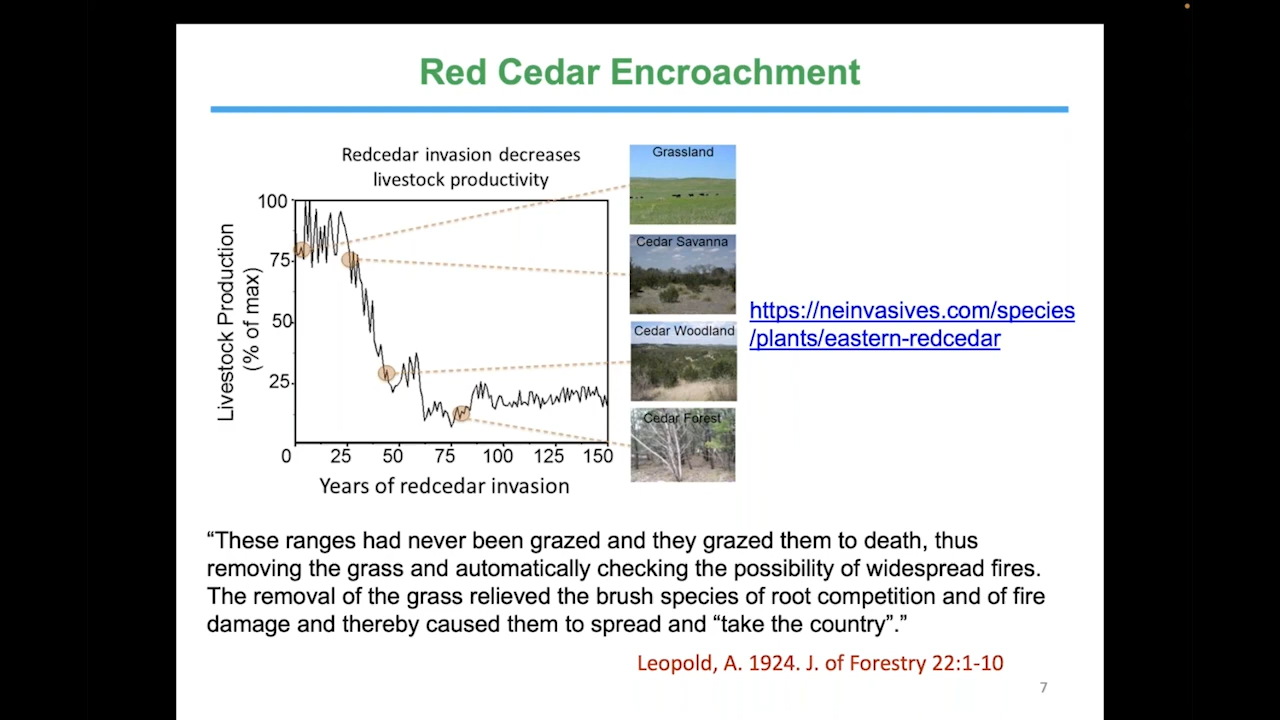 Red Cedar Encroachment
Redcedar invasion decreases
livestock productivity
Livestock Production
(% of max)
100
75
50
25
0 25 50 75 100 125 150
Years of redcedar invasion
Grassland
Cedar Savanna
Cedar Woodland
Cedar Forest
https://neinvasives.com/species
/plants/eastern-redcedar
“These ranges had never been grazed and they grazed them to death, thus
removing the grass and automatically checking the possibility of widespread fires.
The removal of the grass relieved the brush species of root competition and of fire
damage and thereby caused them to spread and “take the country”.”
Leopold, A. 1924. J. of Forestry 22:1-10
7